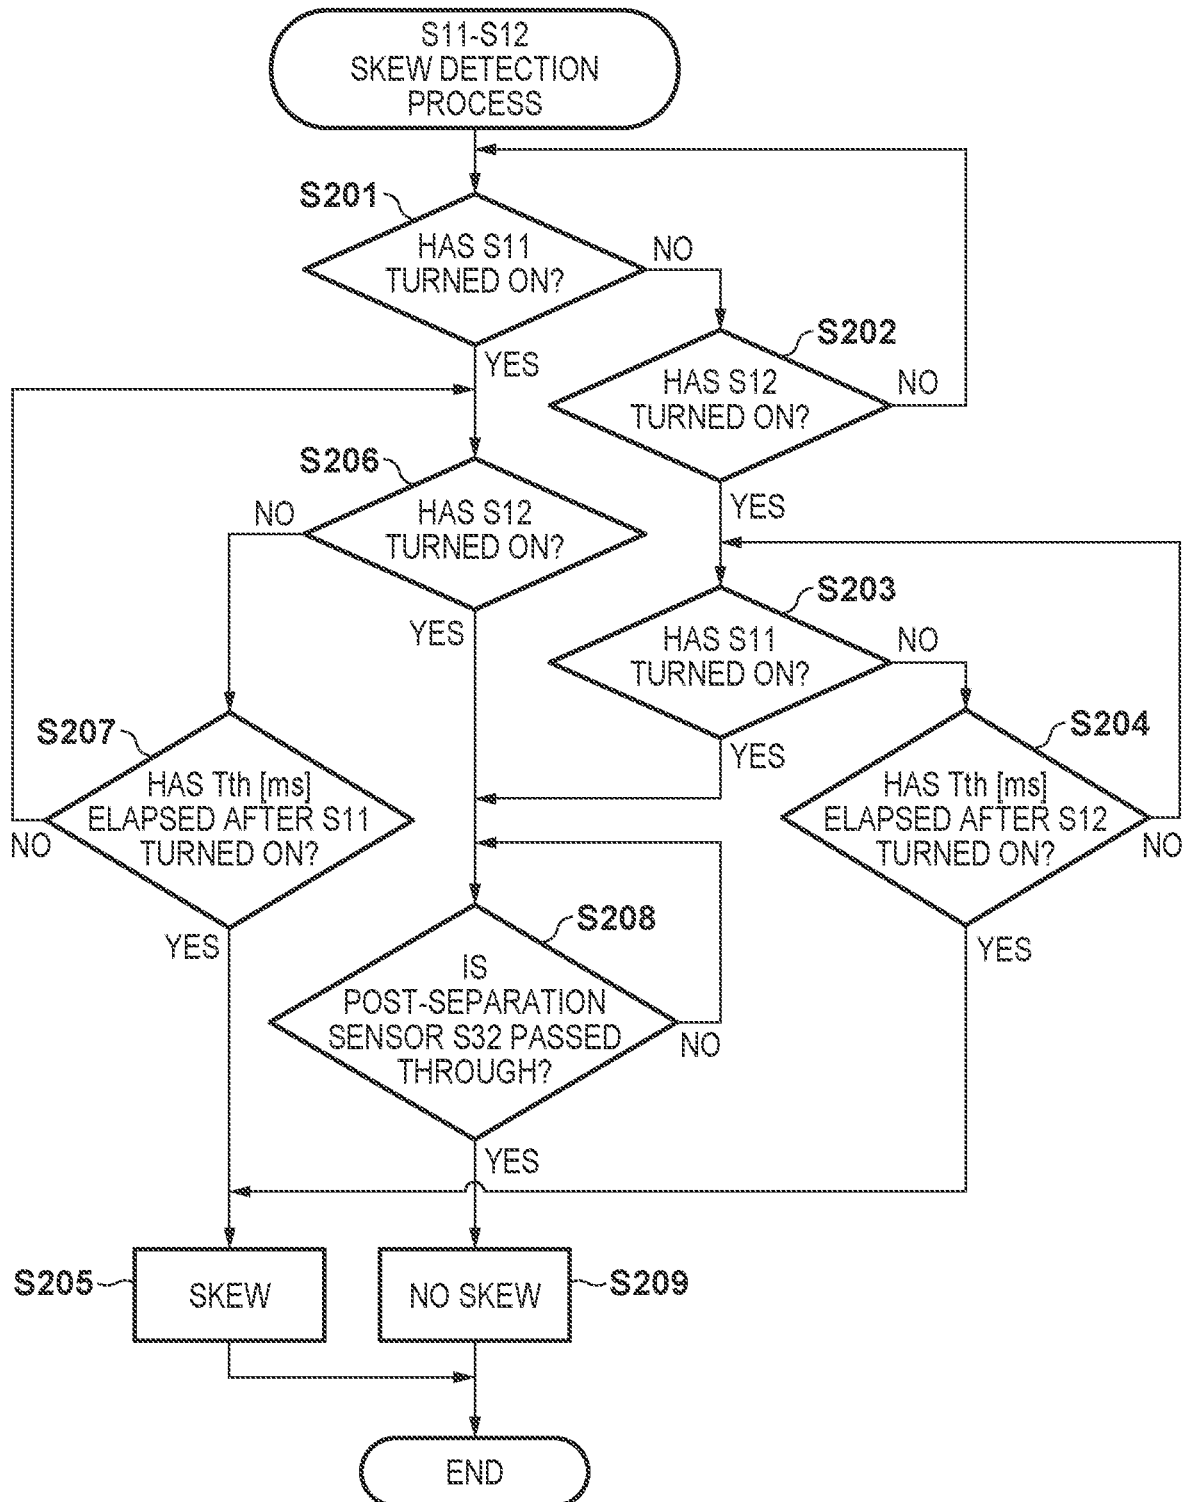 S11-S12
SKEW DETECTION
PROCESS
S201
HAS S11
TURNED ON?
NO
YES
S202
HAS S12
TURNED ON?
NO
YES
S206
HAS S12
TURNED ON?
NO
YES
S203
HAS S11
TURNED ON?
NO
YES
S207
HAS Tth [ms]
ELAPSED AFTER S11
TURNED ON?
NO
YES
S204
HAS Tth [ms]
ELAPSED AFTER S12
TURNED ON?
NO
YES
S208
IS
POST-SEPARATION
SENSOR S32 PASSED
THROUGH?
NO
YES
S205
SKEW
NO SKEW
S209
END